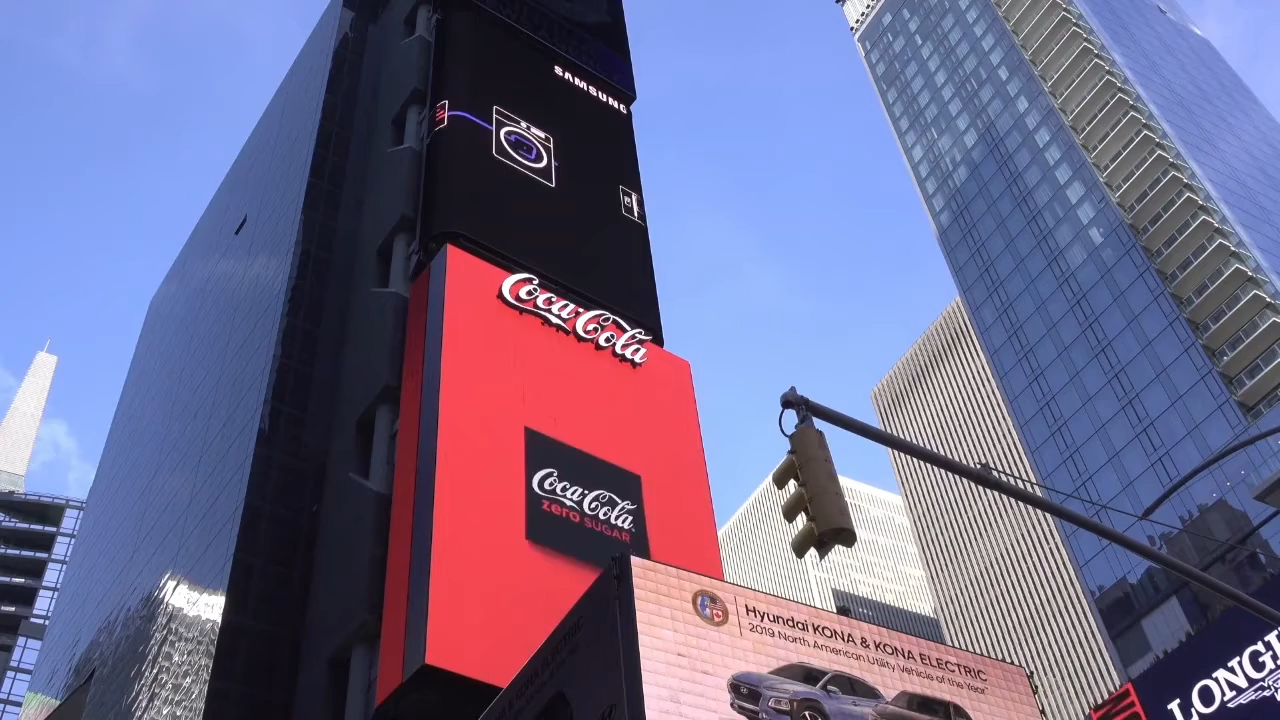 SAMSUNG
Coca-Cola
Coca-Cola
zero SUGAR
Hyundai KONA & KONA ELECTRIC
2019 North American Utility Vehicle of the Year